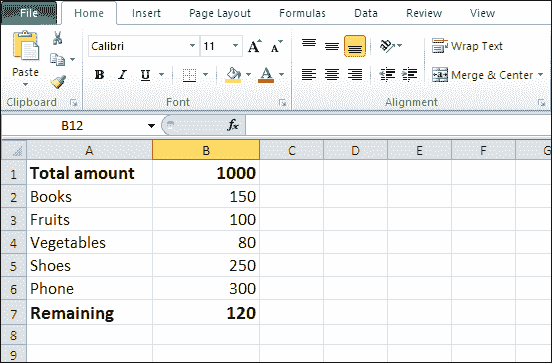 File Home Insert Page Layout Formulas Data Review View
Calibri 11 A A Wrap Text
Paste B I U A Merge & Center
Clipboard Font Alignment
B12 fx
A B C D E F G
1 Total amount 1000
2 Books 150
3 Fruits 100
4 Vegetables 80
5 Shoes 250
6 Phone 300
7 Remaining 120
8
9